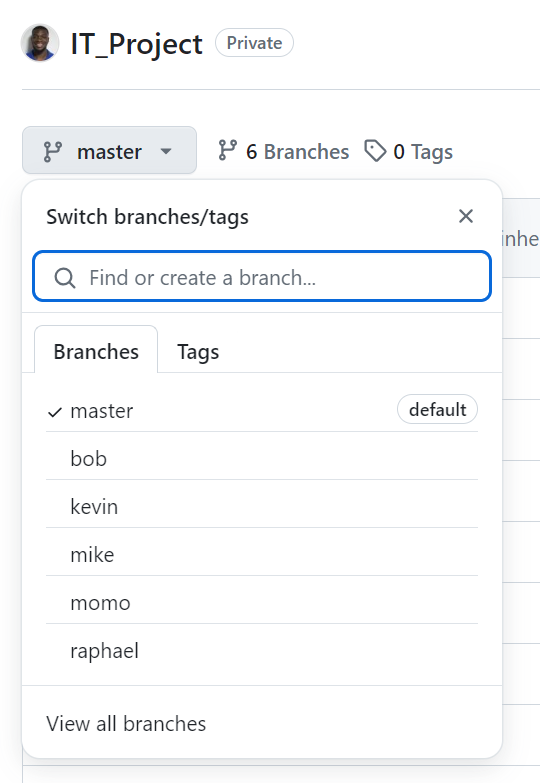 IT_Project Private
master 6 Branches 0 Tags
Switch branches/tags
inhe
Find or create a branch...
Branches Tags
master default
bob
kevin
mike
momo
raphael
View all branches